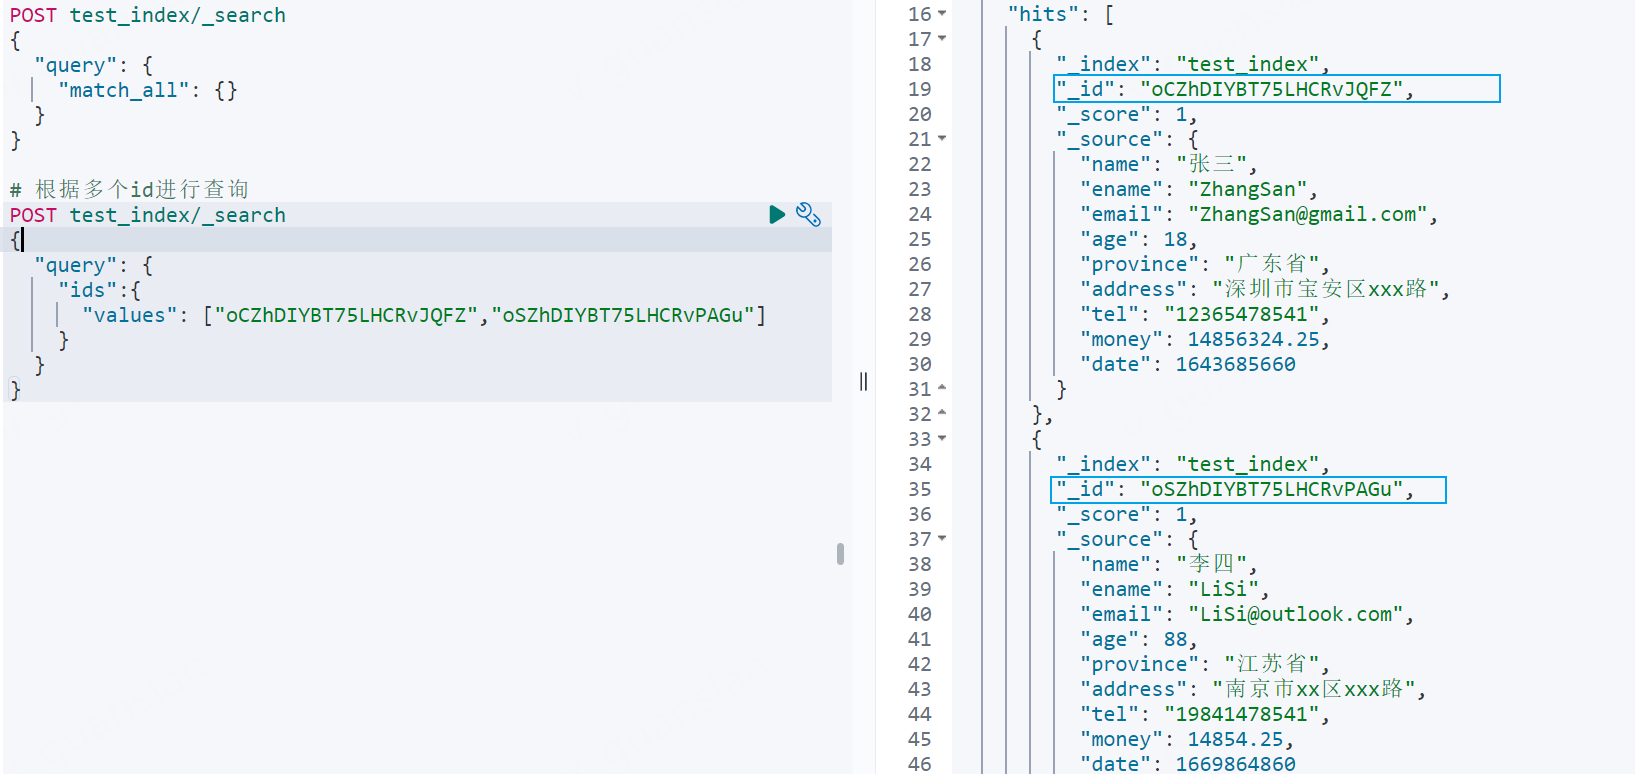 POST test_index/_search
{
  "query": {
    "match_all": {}
  }
}
# 根据多个id进行查询
POST test_index/_search
{
  "query": {
    "ids":{
      "values": ["oCZhDIYBT75LHCRvJQFZ","oSZhDIYBT75LHCRvPAGu"]
    }
  }
}
16 "hits": [
17 {
18 "_index": "test_index",
19 "_id": "oCZhDIYBT75LHCRvJQFZ",
20 "_score": 1,
21 "_source": {
22 "name": "张三",
23 "ename": "ZhangSan",
24 "email": "ZhangSan@gmail.com",
25 "age": 18,
26 "province": "广东省",
27 "address": "深圳市宝安区xxx路",
28 "tel": "12365478541",
29 "money": 14856324.25,
30 "date": 1643685660
31 }
32 },
33 {
34 "_index": "test_index",
35 "_id": "oSZhDIYBT75LHCRvPAGu",
36 "_score": 1,
37 "_source": {
38 "name": "李四",
39 "ename": "LiSi",
40 "email": "LiSi@outlook.com",
41 "age": 88,
42 "province": "江苏省",
43 "address": "南京市xx区xxx路",
44 "tel": "19841478541",
45 "money": 14854.25,
46 "date": 1669864860